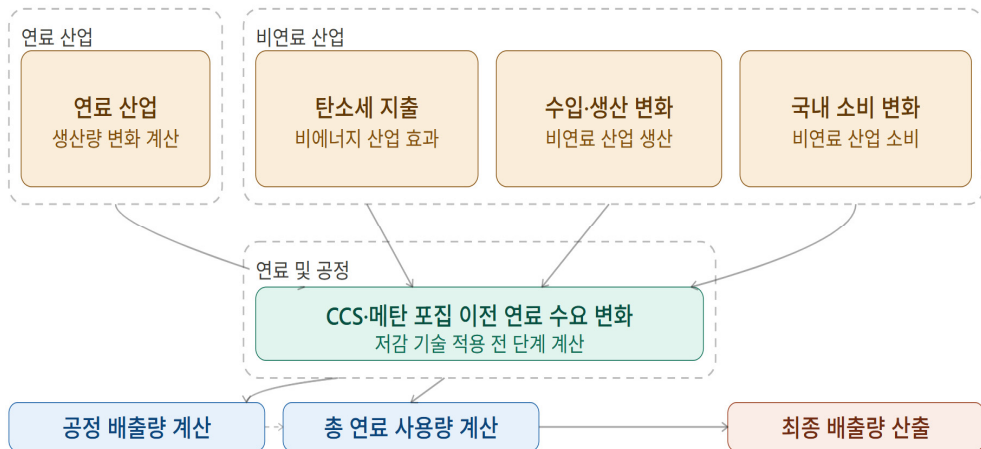 연료 산업
비연료 산업
연료 산업
생산량 변화 계산
탄소세 지출
비에너지 산업 효과
수입·생산 변화
비연료 산업 생산
국내 소비 변화
비연료 산업 소비
연료 및 공정
CCS·메탄 포집 이전 연료 수요 변화
저감 기술 적용 전 단계 계산
공정 배출량 계산
총 연료 사용량 계산
최종 배출량 산출